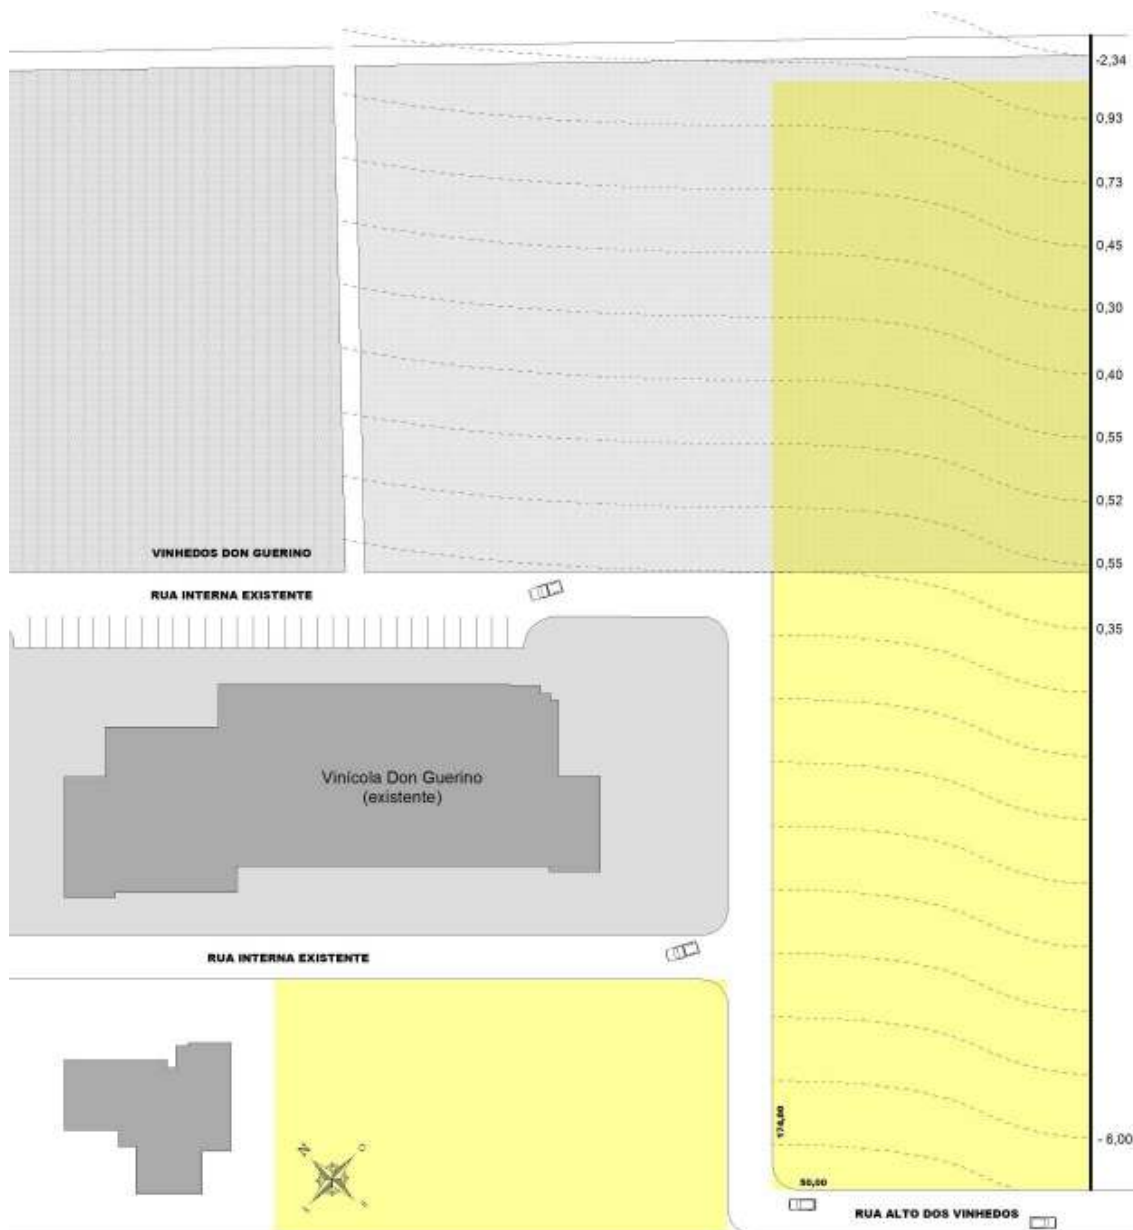 -2,34
0,93
0,73
0,45
0,30
0,40
0,55
0,52
VINHEDOS DON GUERINO
0,55
RUA INTERNA EXISTENTE
0,35
Vinícola Don Guerino
(existente)
RUA INTERNA EXISTENTE
174,00
- 6,00
N
O
50,00
RUA ALTO DOS VINHEDOS